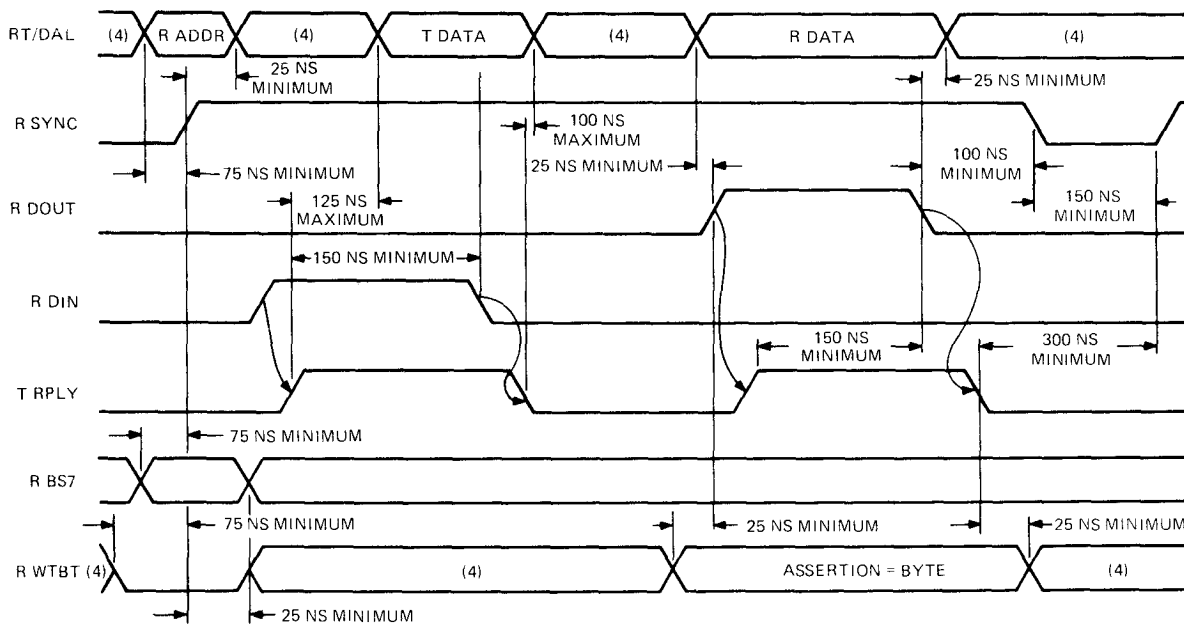 RT/DAL (4) R ADDR (4) T DATA (4) R DATA (4)
25 NS
MINIMUM
25 NS MINIMUM
R SYNC
100 NS
MAXIMUM
75 NS MINIMUM
25 NS MINIMUM
100 NS
MINIMUM
125 NS
MAXIMUM
150 NS
MINIMUM
R DOUT
150 NS MINIMUM
R DIN
150 NS
MINIMUM
300 NS
MINIMUM
T RPLY
75 NS MINIMUM
R BS7
75 NS MINIMUM
25 NS MINIMUM
25 NS MINIMUM
R WTBT (4) (4) ASSERTION = BYTE (4)
25 NS MINIMUM